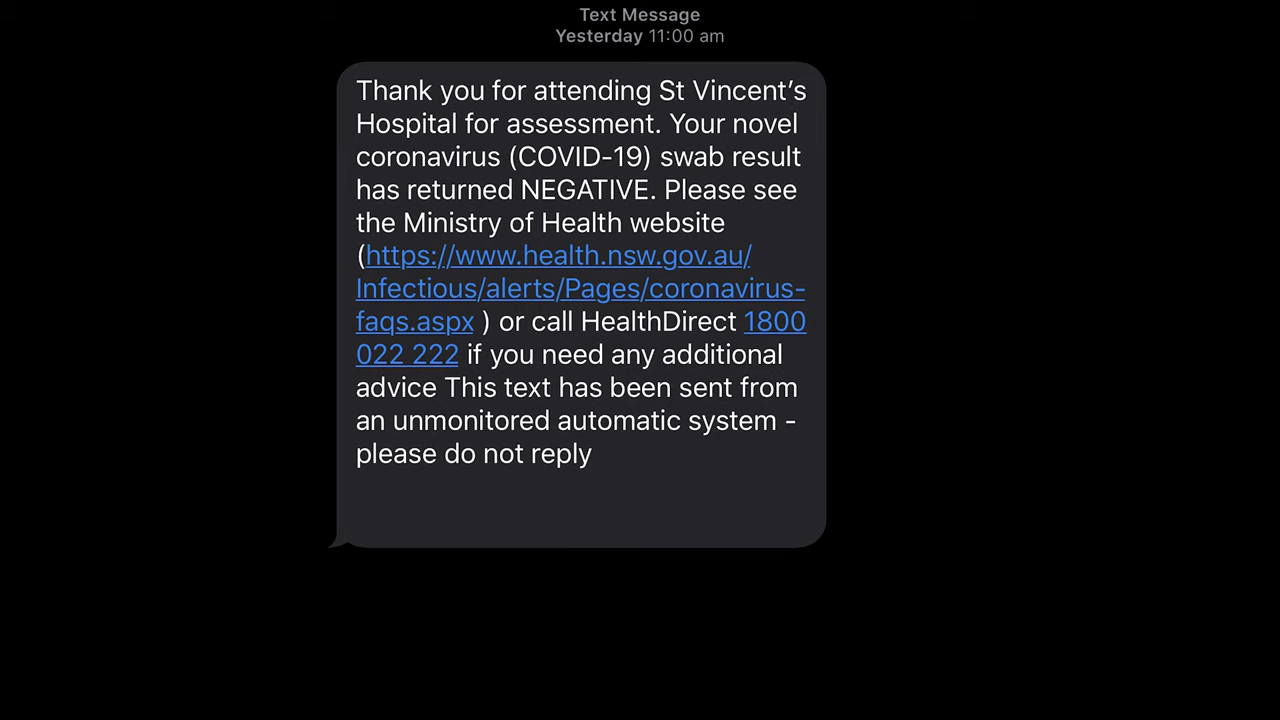 Text Message
Yesterday 11:00 am
Thank you for attending St Vincent’s
Hospital for assessment. Your novel
coronavirus (COVID-19) swab result
has returned NEGATIVE. Please see
the Ministry of Health website
(https://www.health.nsw.gov.au/
Infectious/alerts/Pages/coronavirus-
faqs.aspx ) or call HealthDirect 1800
022 222 if you need any additional
advice This text has been sent from
an unmonitored automatic system -
please do not reply